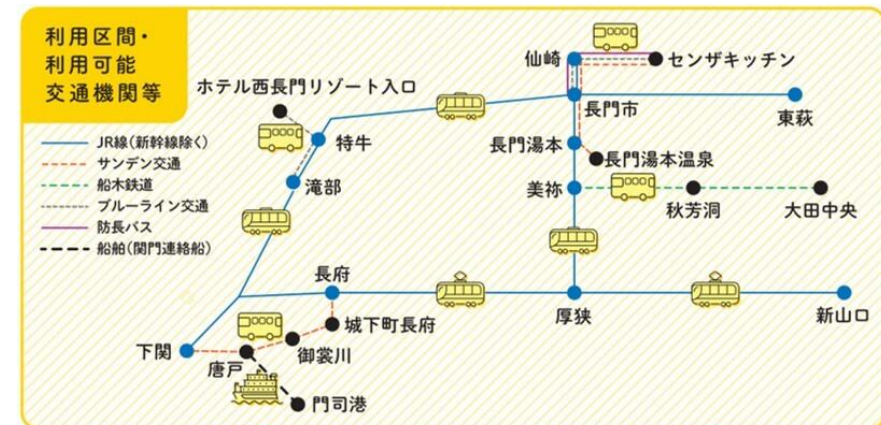 利用区間・
利用可能
交通機関等
JR線(新幹線除く)
サンデン交通
船木鉄道
ブルーライン交通
防長バス
船舶(関門連絡船)
ホテル西長門リゾート入口
特牛
滝部
仙崎
センザキッチン
長門市
東萩
長門湯本
長門湯本温泉
美祢
秋芳洞
大田中央
長府
城下町長府
厚狭
新山口
下関
唐戸
御裳川
門司港